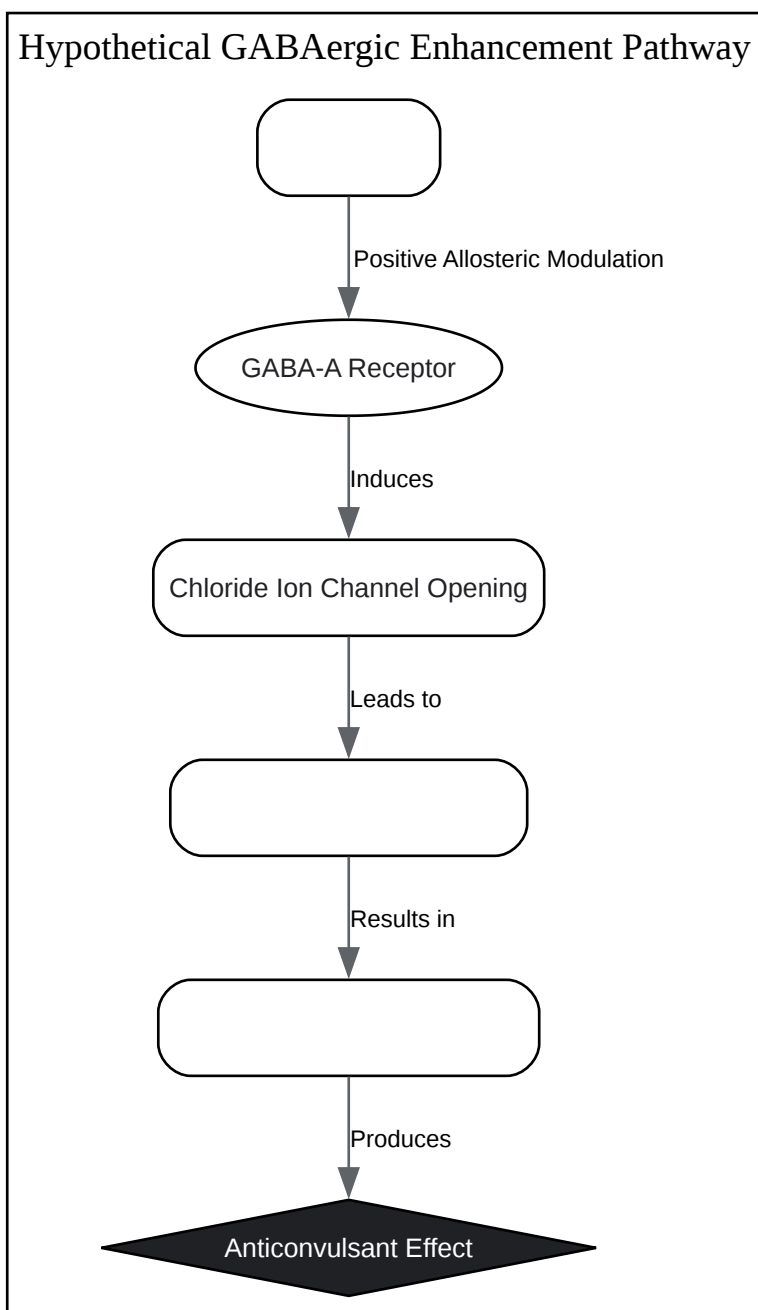 Hypothetical GABAergic Enhancement Pathway
Positive Allosteric Modulation
GABA-A Receptor
Induces
Chloride Ion Channel Opening
Leads to
Results in
Produces
Anticonvulsant Effect